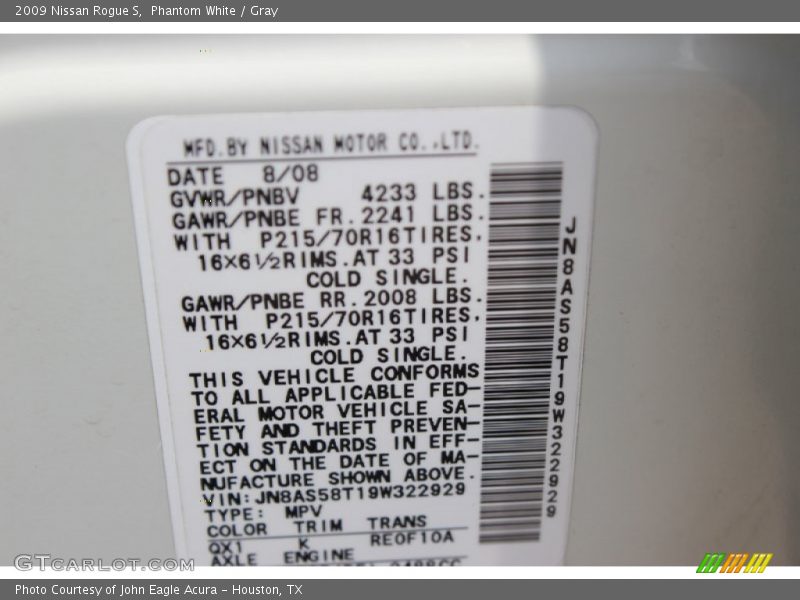 2009 Nissan Rogue S,  Phantom White / Gray
MFD.BY NISSAN MOTOR CO.,LTD.
DATE 8/08
GVWR/PNBV 4233 LBS.
GAWR/PNBE FR.2241 LBS.
WITH P215/70R16TIRES.
16×6½RIMS.AT 33 PSI
COLD SINGLE.
GAWR/PNBE RR.2008 LBS.
WITH P215/70R16TIRES.
16×6½RIMS.AT 33 PSI
COLD SINGLE.
THIS VEHICLE CONFORMS
TO ALL APPLICABLE FED-
ERAL MOTOR VEHICLE SA-
FETY AND THEFT PREVEN-
TION STANDARDS IN EFF-
ECT ON THE DATE OF MA-
NUFACTURE SHOWN ABOVE.
VIN:JN8AS58T19W322929
TYPE: MPV
COLOR TRIM TRANS
QX1 K RE0F10A
AXLE ENGINE
JN8AS58T19W322929
GTCARLOT.COM
Photo Courtesy of John Eagle Acura - Houston, TX